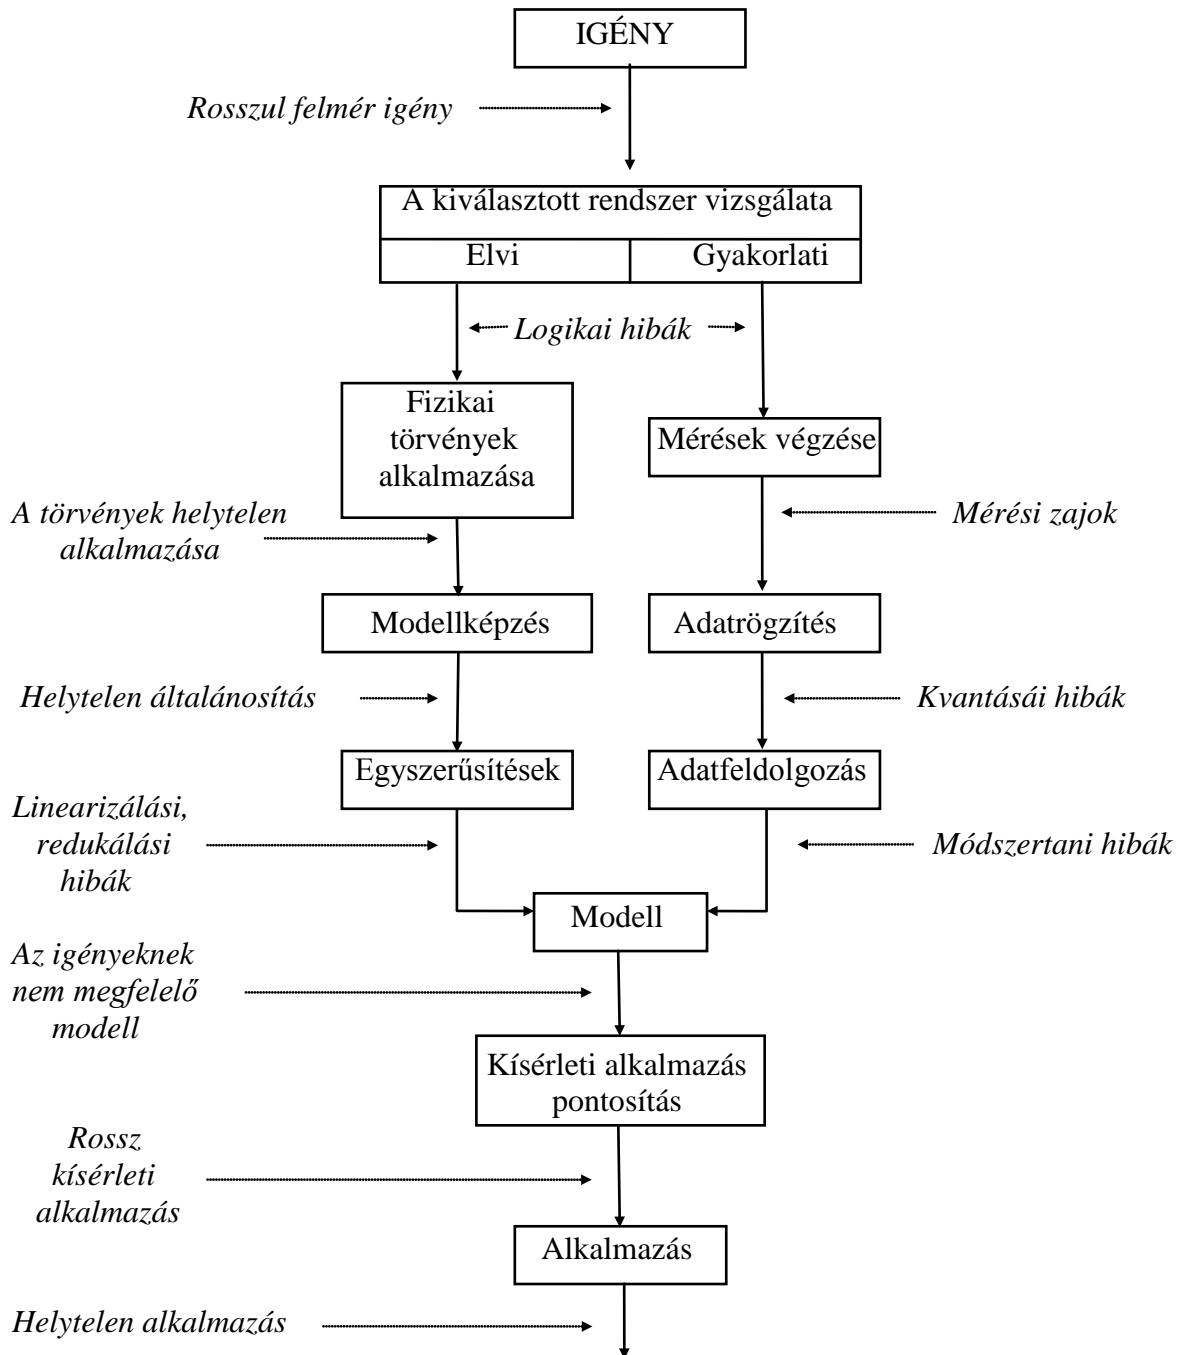 IGÉNY
Rosszul felmér igény
A kiválasztott rendszer vizsgálata
Elvi
Gyakorlati
Logikai hibák
Fizikai
törvények
alkalmazása
Mérések végzése
A törvények helytelen
alkalmazása
Mérési zajok
Modellképzés
Adatrögzítés
Helytelen általánosítás
Kvantásái hibák
Egyszerűsítések
Adatfeldolgozás
Linearizálási,
redukálási
hibák
Módszertani hibák
Modell
Az igényeknek
nem megfelelő
modell
Kísérleti alkalmazás
pontosítás
Rossz
kísérleti
alkalmazás
Alkalmazás
Helytelen alkalmazás